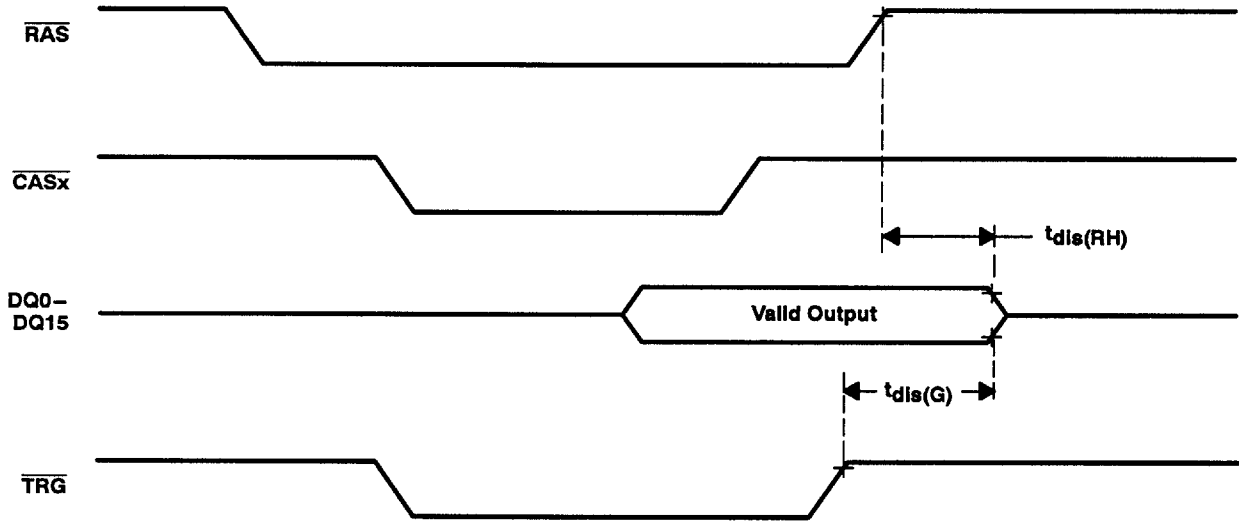 RAS
CASx
tdis(RH)
DQ0–
DQ15
Valid Output
tdis(G)
TRG